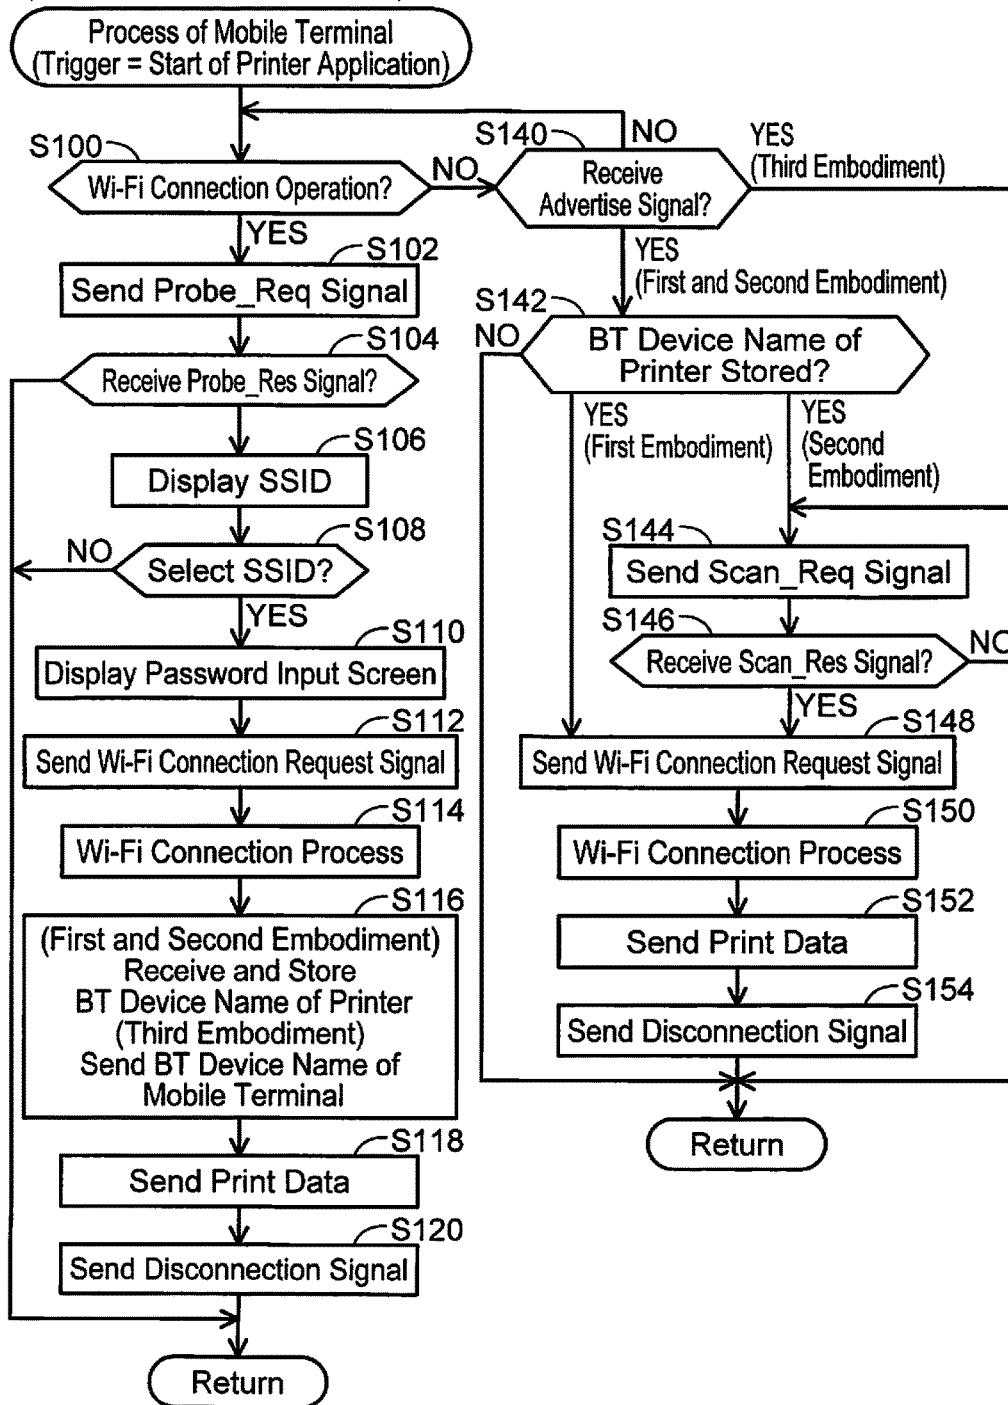 Process of Mobile Terminal
(Trigger = Start of Printer Application)
S100
Wi-Fi Connection Operation?
NO
YES
S102
Send Probe_Req Signal
S104
Receive Probe_Res Signal?
S106
Display SSID
S108
NO
Select SSID?
YES
S110
Display Password Input Screen
S112
Send Wi-Fi Connection Request Signal
S114
Wi-Fi Connection Process
S116
(First and Second Embodiment)
Receive and Store
BT Device Name of Printer
(Third Embodiment)
Send BT Device Name of
Mobile Terminal
S118
Send Print Data
S120
Send Disconnection Signal
Return
S140
NO
Receive
Advertise Signal?
YES
(Third Embodiment)
YES
(First and Second Embodiment)
S142
NO
BT Device Name of
Printer Stored?
YES
(First Embodiment)
YES
(Second
Embodiment)
S144
Send Scan_Req Signal
S146
Receive Scan_Res Signal?
NO
YES
S148
Send Wi-Fi Connection Request Signal
S150
Wi-Fi Connection Process
S152
Send Print Data
S154
Send Disconnection Signal
Return